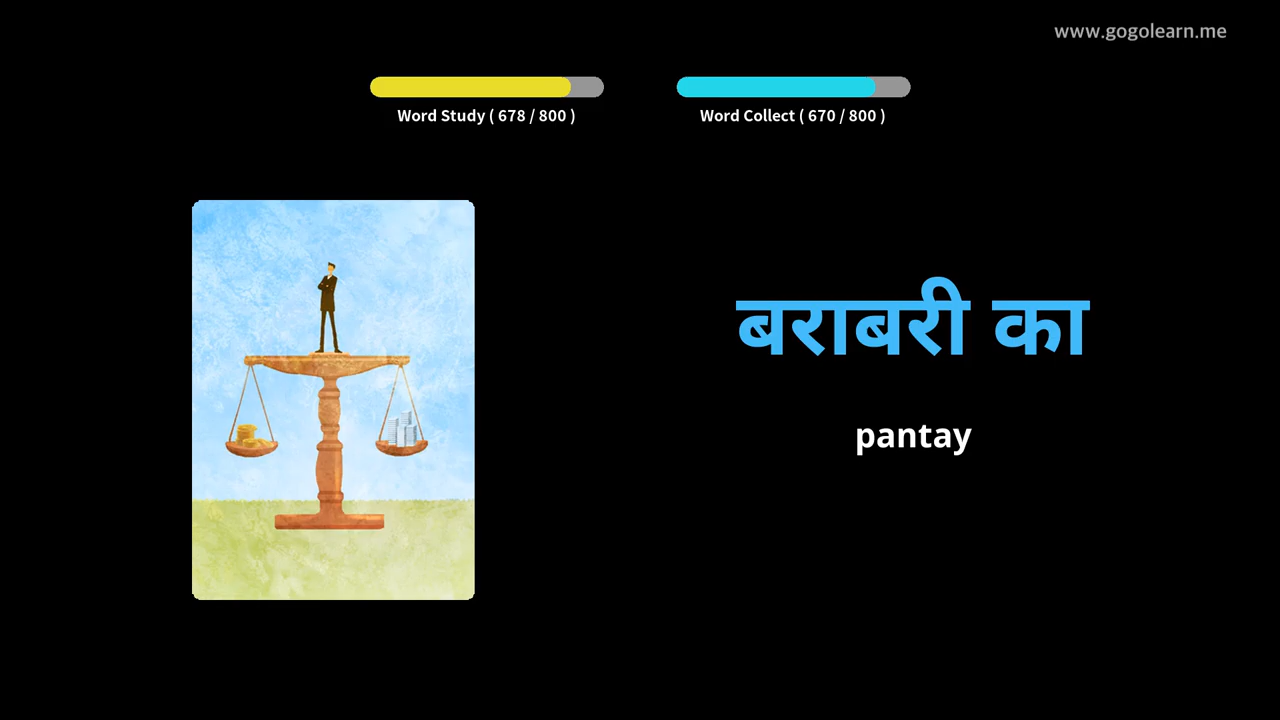 www.gogolearn.me
Word Study ( 678 / 800 )
Word Collect ( 670 / 800 )
बराबरी का
pantay